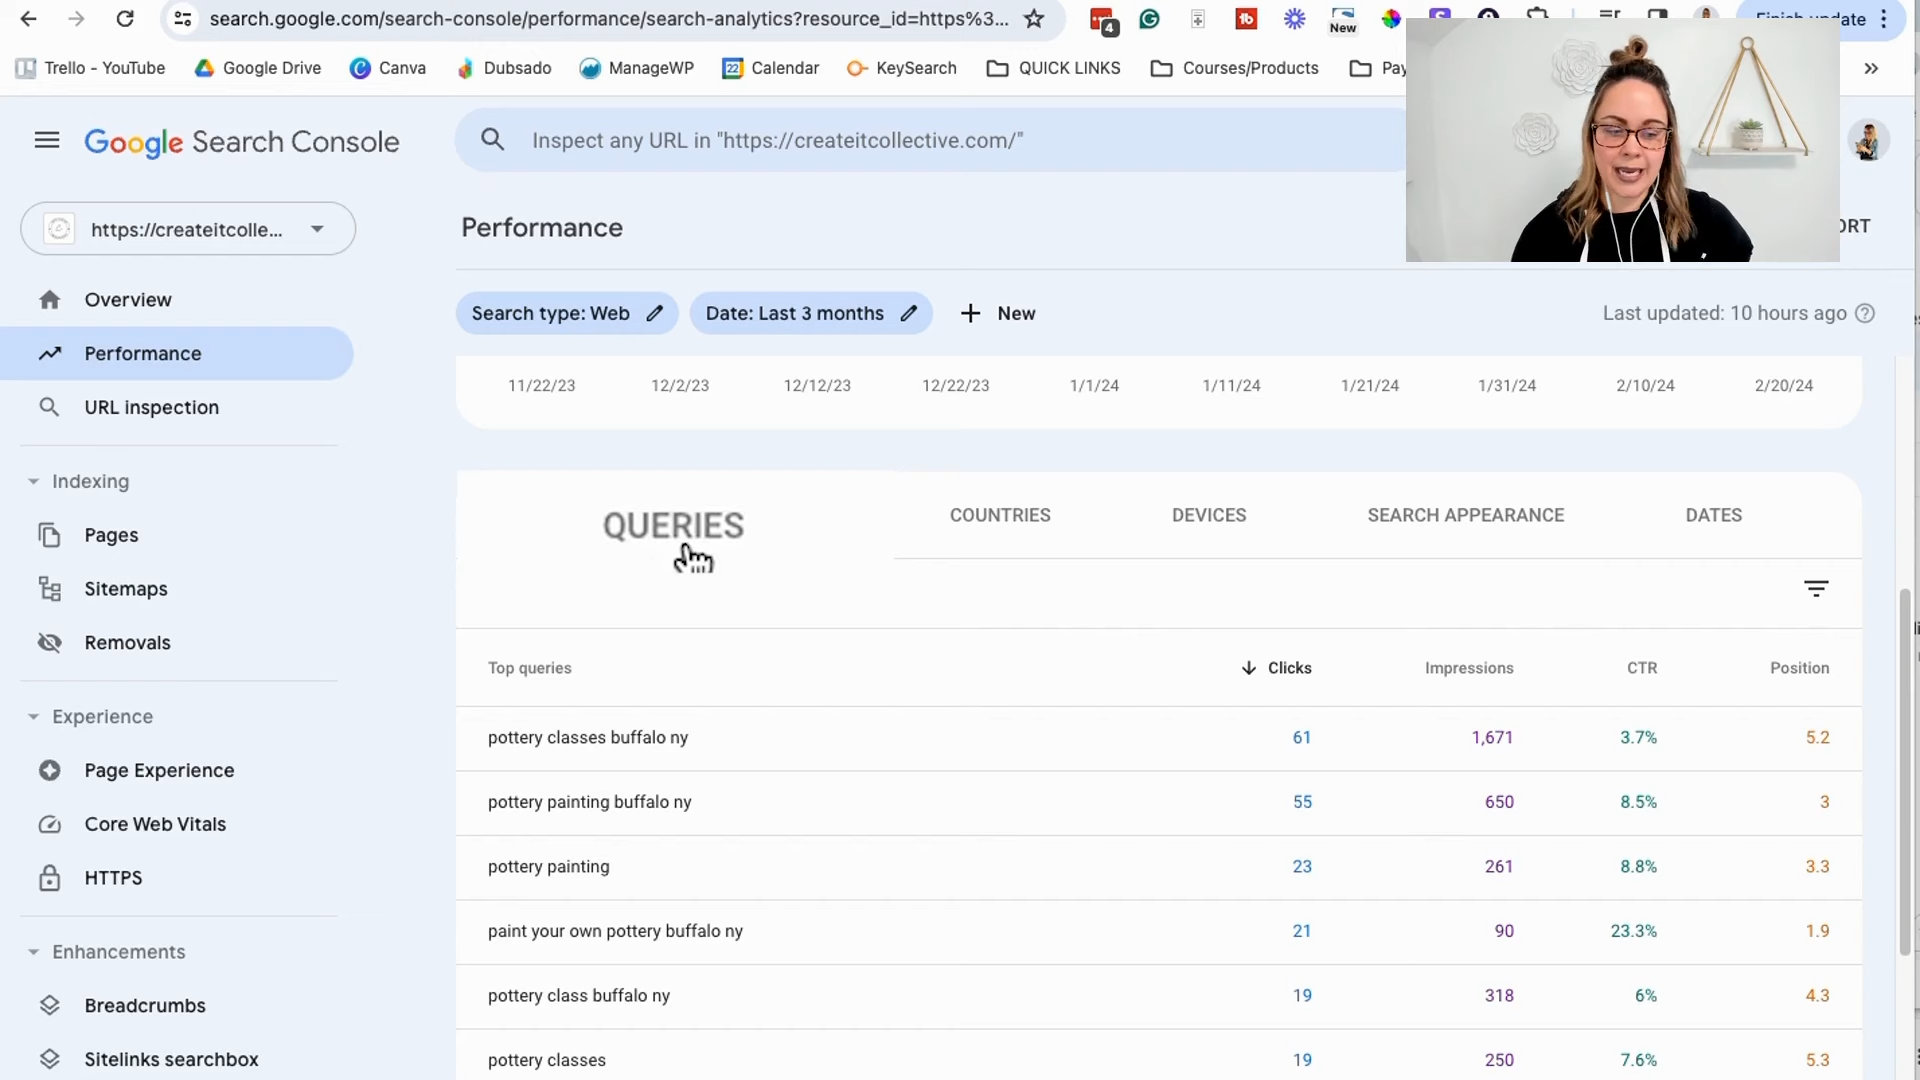 search.google.com/search-console/performance/search-analytics?resource_id=https%3...
4
New
Finish update
Trello - YouTube
Google Drive
Canva
Dubsado
ManageWP
22
Calendar
KeySearch
QUICK LINKS
Courses/Products
Pay
Google Search Console
Inspect any URL in "https://createitcollective.com/"
https://createitcolle...
Performance
ORT
Overview
Performance
URL inspection
Indexing
Pages
Sitemaps
Removals
Experience
Page Experience
Core Web Vitals
HTTPS
Enhancements
Breadcrumbs
Sitelinks searchbox
Search type: Web
Date: Last 3 months
New
Last updated: 10 hours ago
11/22/23 12/2/23 12/12/23 12/22/23 1/1/24 1/11/24 1/21/24 1/31/24 2/10/24 2/20/24
QUERIES COUNTRIES DEVICES SEARCH APPEARANCE DATES
Top queries Clicks Impressions CTR Position
pottery classes buffalo ny 61 1,671 3.7% 5.2
pottery painting buffalo ny 55 650 8.5% 3
pottery painting 23 261 8.8% 3.3
paint your own pottery buffalo ny 21 90 23.3% 1.9
pottery class buffalo ny 19 318 6% 4.3
pottery classes 19 250 7.6% 5.3